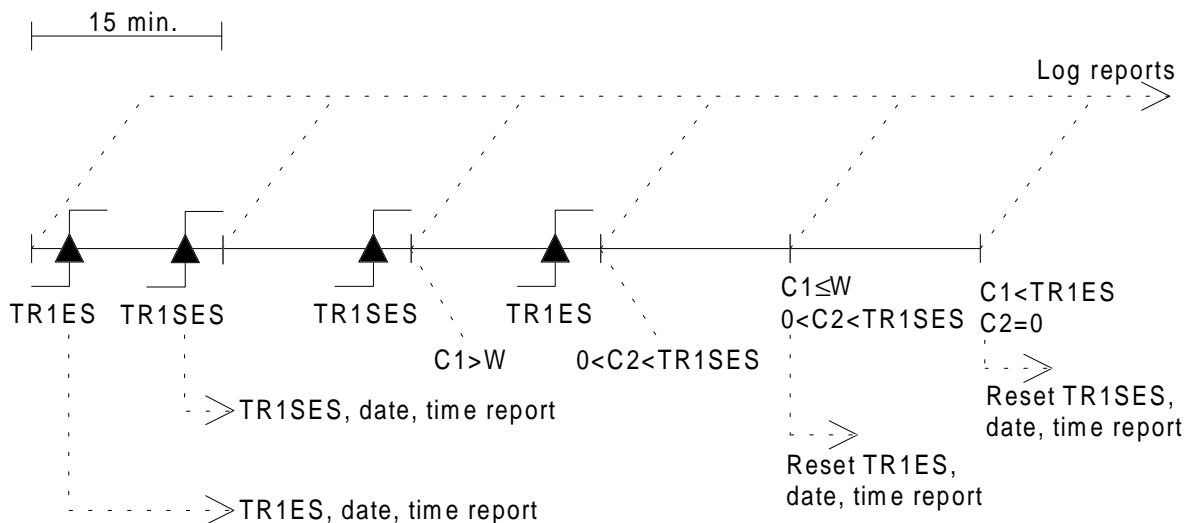 15 min.
Log reports
TR1ES
TR1SES
TR1SES
TR1ES
C1≤W
0<C2<TR1SES
C1<TR1ES
C2=0
C1>W
0<C2<TR1SES
Reset TR1SES,
date, time report
TR1SES, date, time report
Reset TR1ES,
date, time report
TR1ES, date, time report